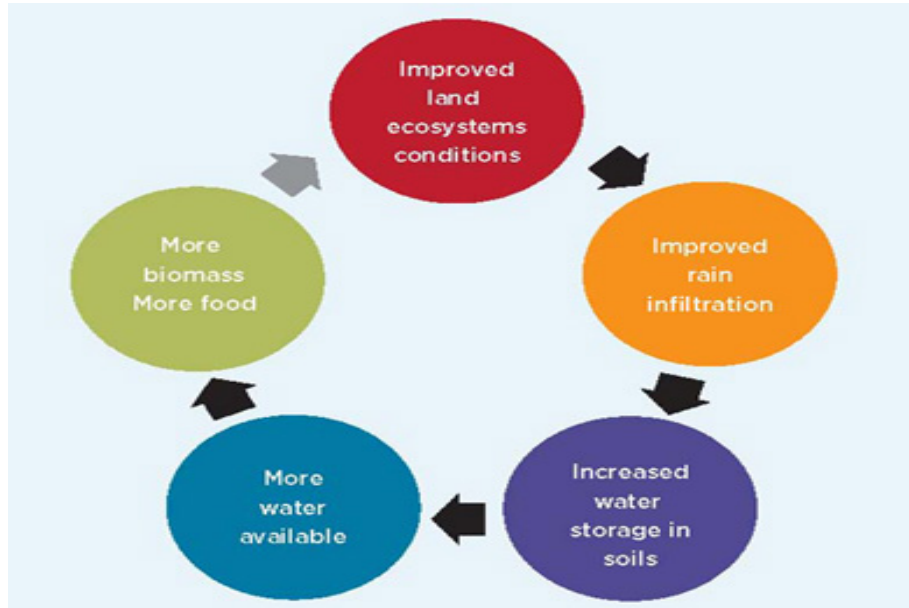 Improved
land
ecosystems
conditions
Improved
rain
infiltration
Increased
water
storage in
soils
More
water
available
More
biomass
More food